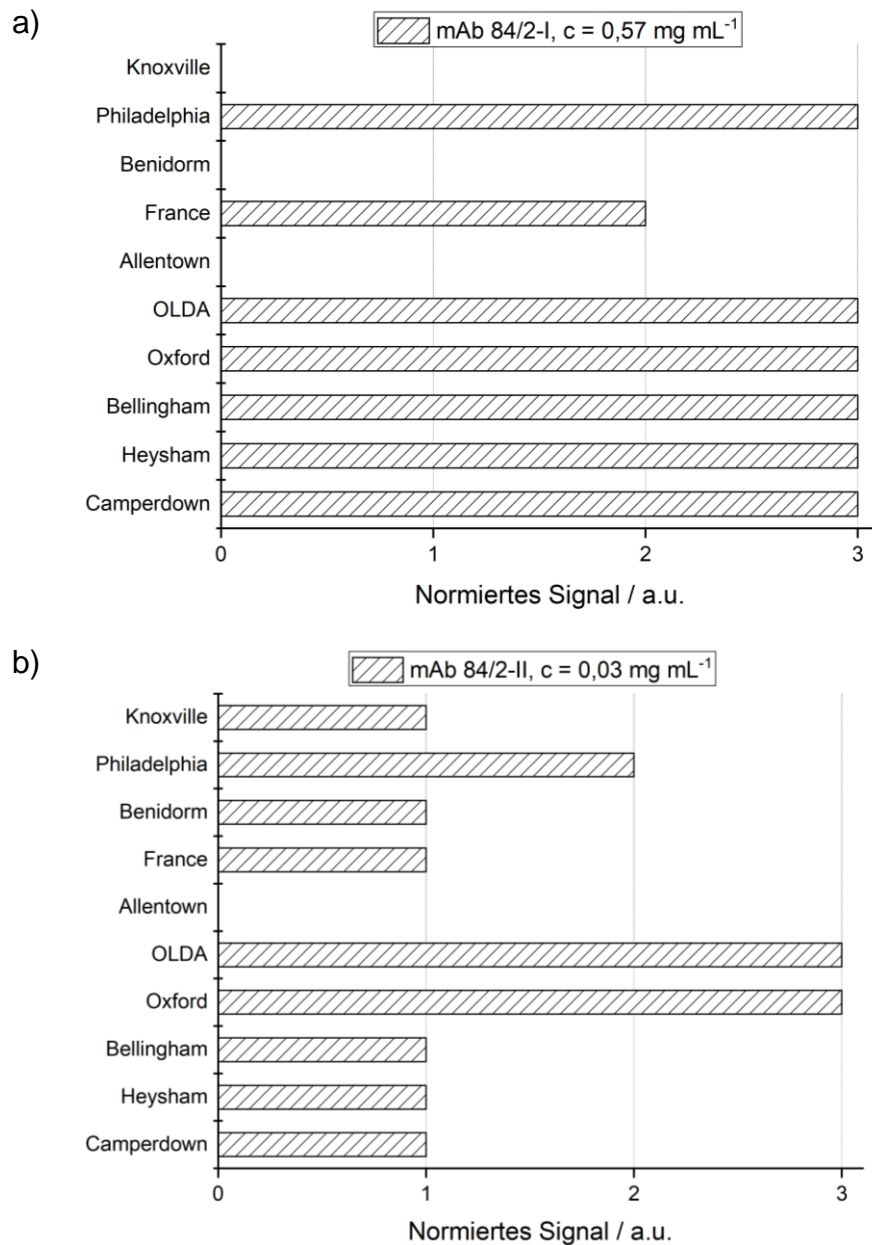 a)
mAb 84/2-I, c = 0,57 mg mL⁻¹
Knoxville
Philadelphia
Benidorm
France
Allentown
OLDA
Oxford
Bellingham
Heysham
Camperdown
0 1 2 3
Normiertes Signal / a.u.
b)
mAb 84/2-II, c = 0,03 mg mL⁻¹
Knoxville
Philadelphia
Benidorm
France
Allentown
OLDA
Oxford
Bellingham
Heysham
Camperdown
0 1 2 3
Normiertes Signal / a.u.